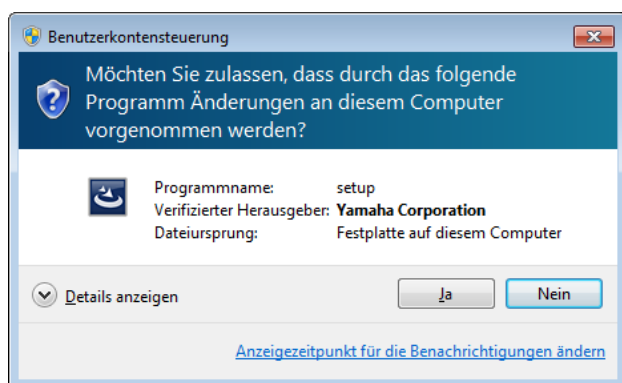 Benutzerkontensteuerung
Möchten Sie zulassen, dass durch das folgende
Programm Änderungen an diesem Computer
vorgenommen werden?
Programmname: setup
Verifizierter Herausgeber: Yamaha Corporation
Dateiursprung: Festplatte auf diesem Computer
Details anzeigen Ja Nein
Anzeigezeitpunkt für die Benachrichtigungen ändern